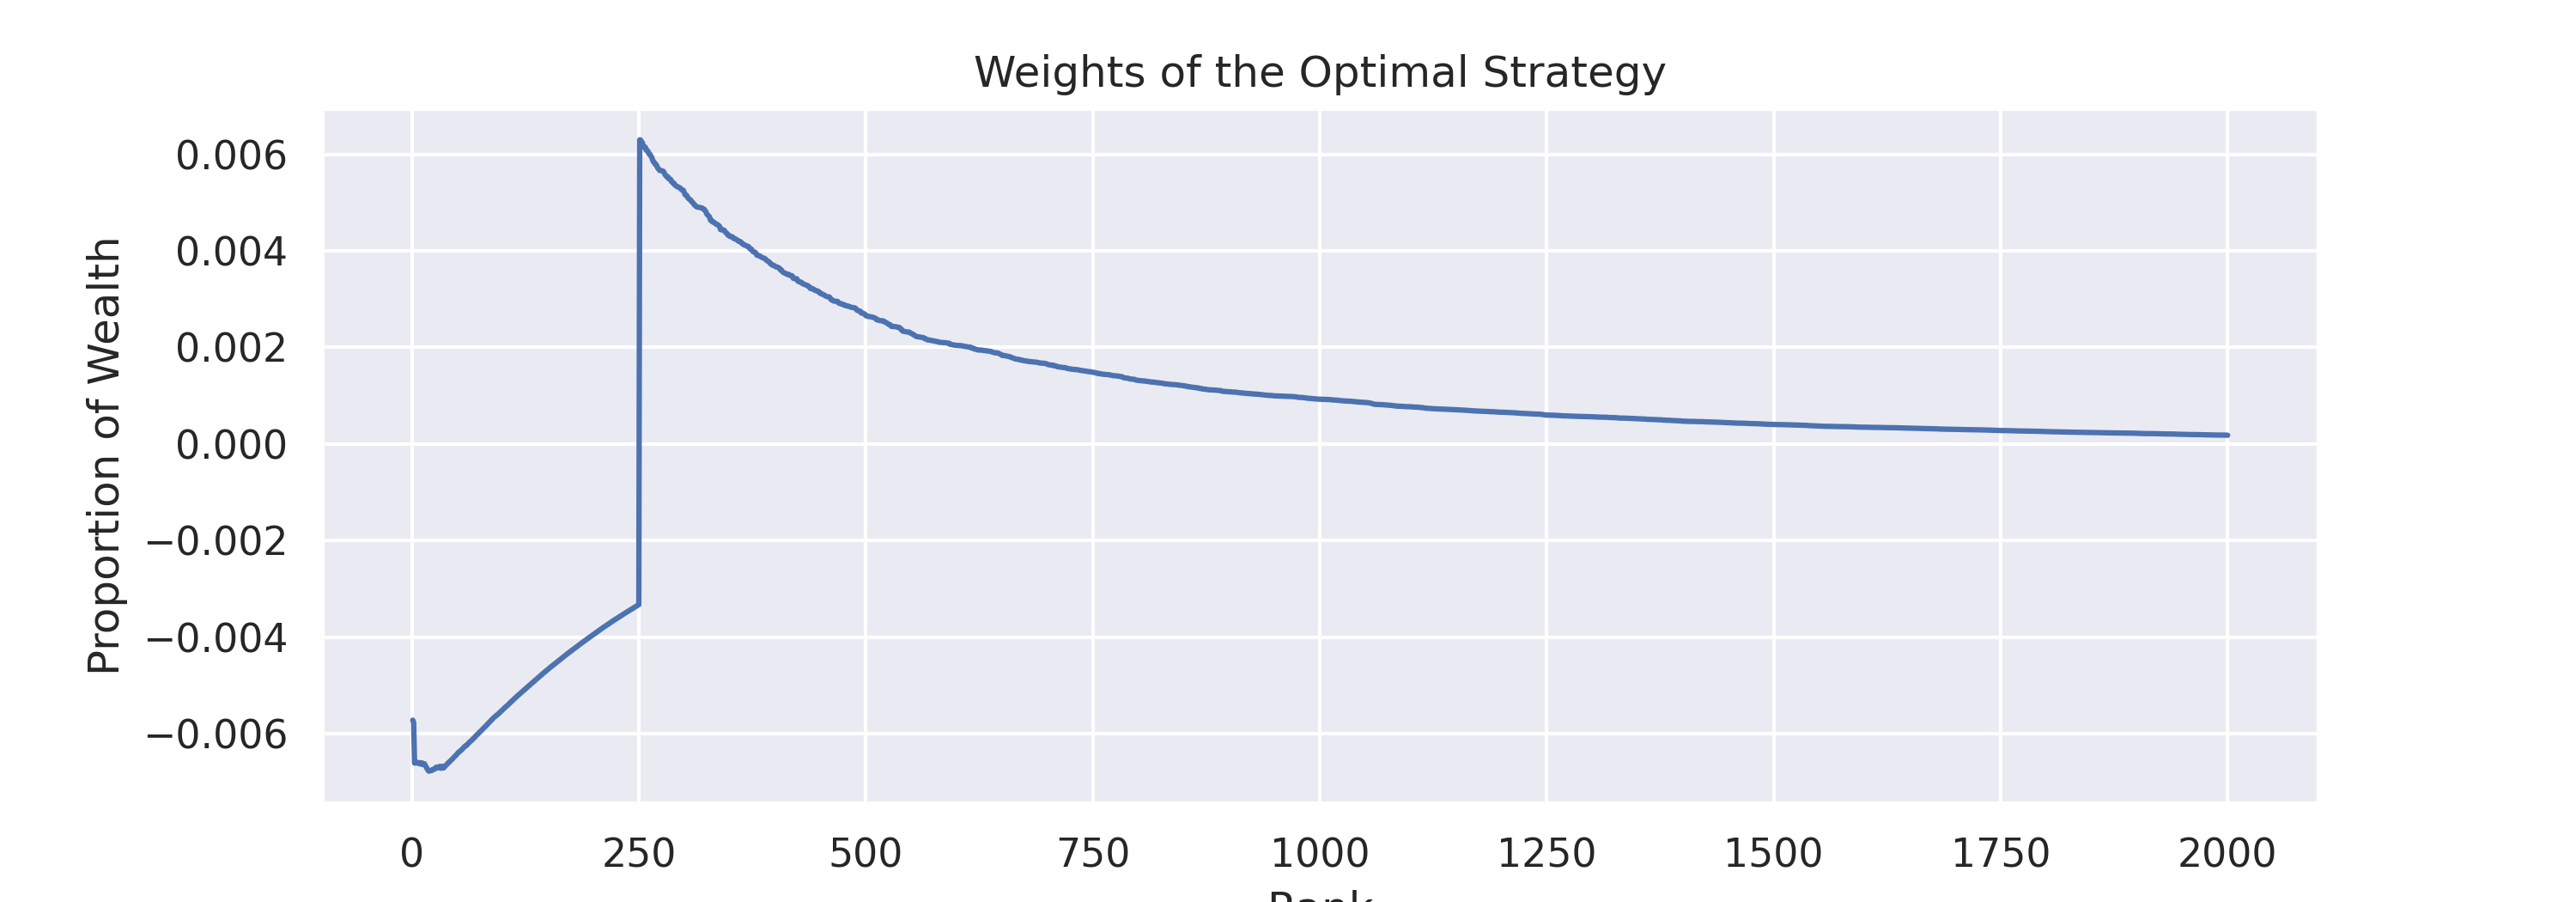 Weights of the Optimal Strategy
Proportion of Wealth
0.006
0.004
0.002
0.000
−0.002
−0.004
−0.006
0 250 500 750 1000 1250 1500 1750 2000
Rank